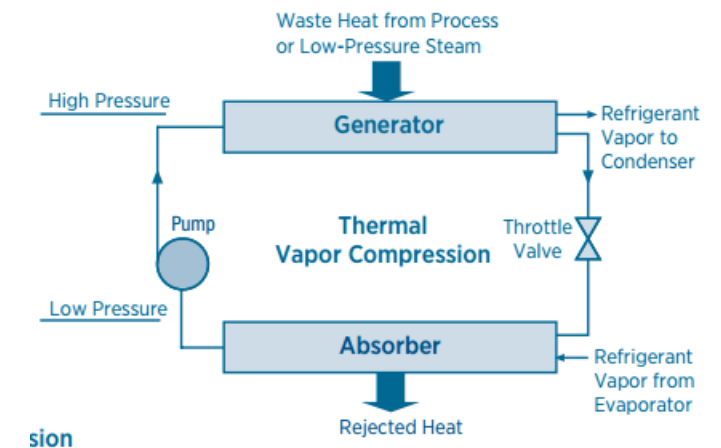 Waste Heat from Process
or Low-Pressure Steam
High Pressure
Generator
Refrigerant
Vapor to
Condenser
Pump
Thermal
Vapor Compression
Throttle
Valve
Low Pressure
Absorber
Refrigerant
Vapor from
Evaporator
Rejected Heat
sion